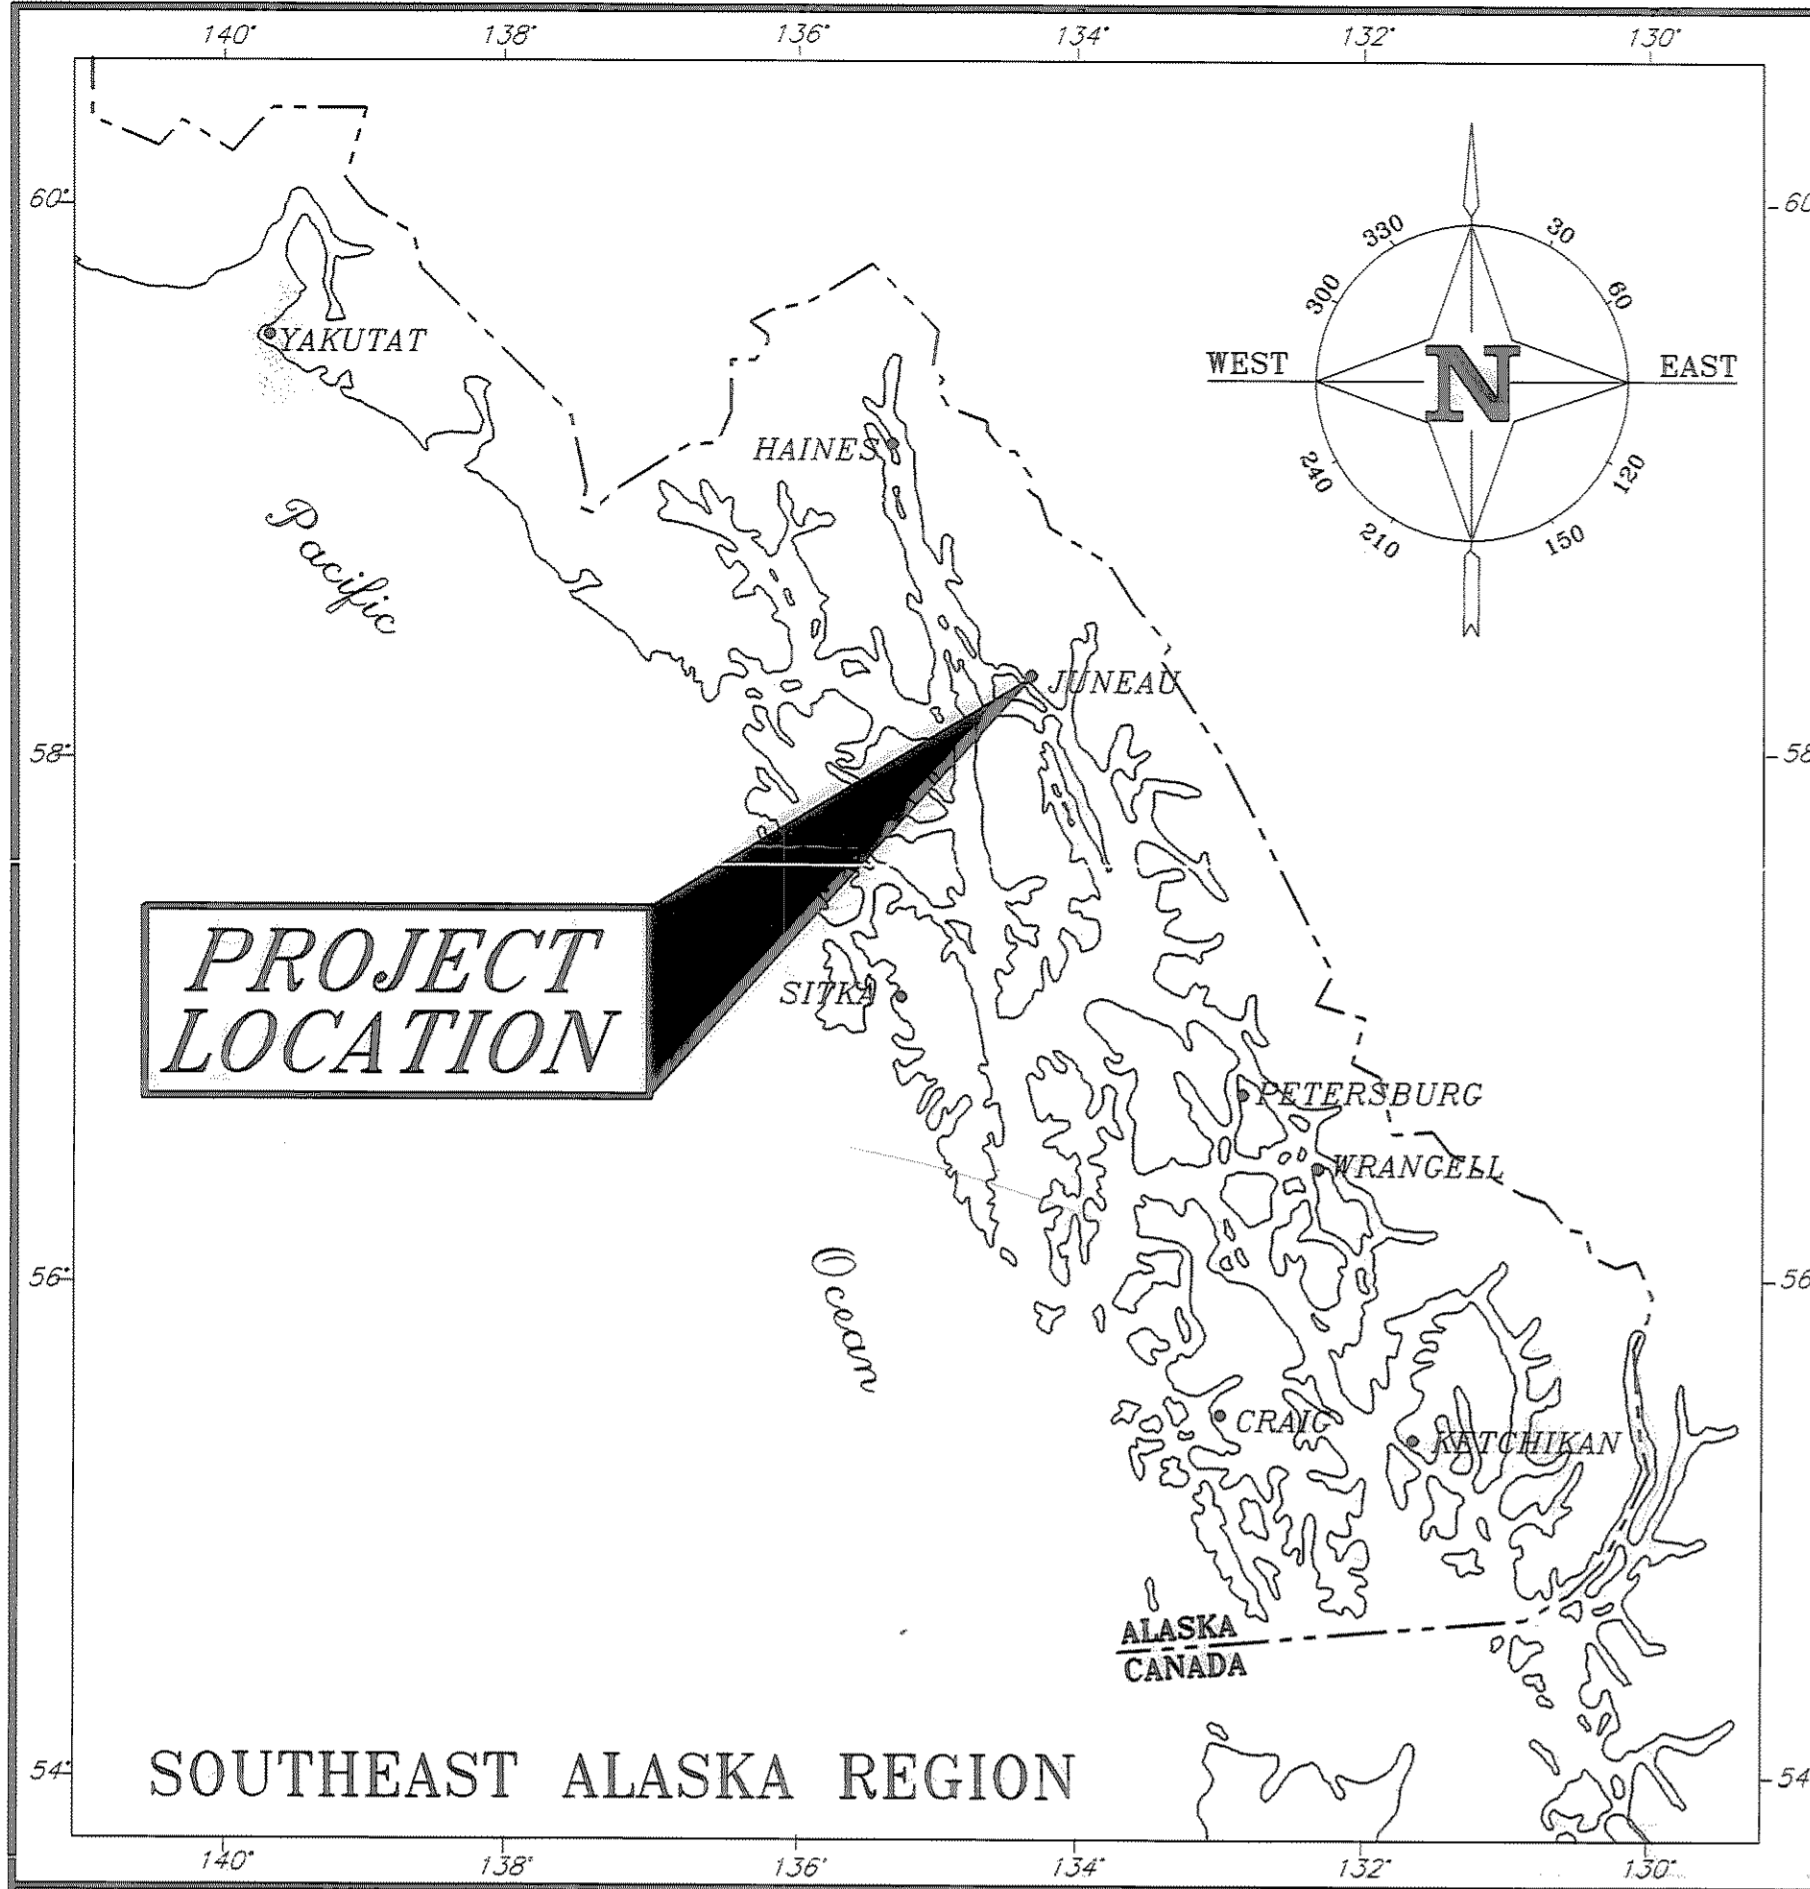 140° 138° 136° 134° 132° 130°
60° 60
330 30
300 60
WEST N EAST
240 120
210 150
YAKUTAT
HAINES
Pacific
JUNEAU
58° 58
PROJECT
LOCATION
SITKA
PETERSBURG
WRANGELL
Ocean
56° 56
CRAIG
KETCHIKAN
ALASKA
CANADA
SOUTHEAST ALASKA REGION
54° 54
140° 138° 136° 134° 132° 130°